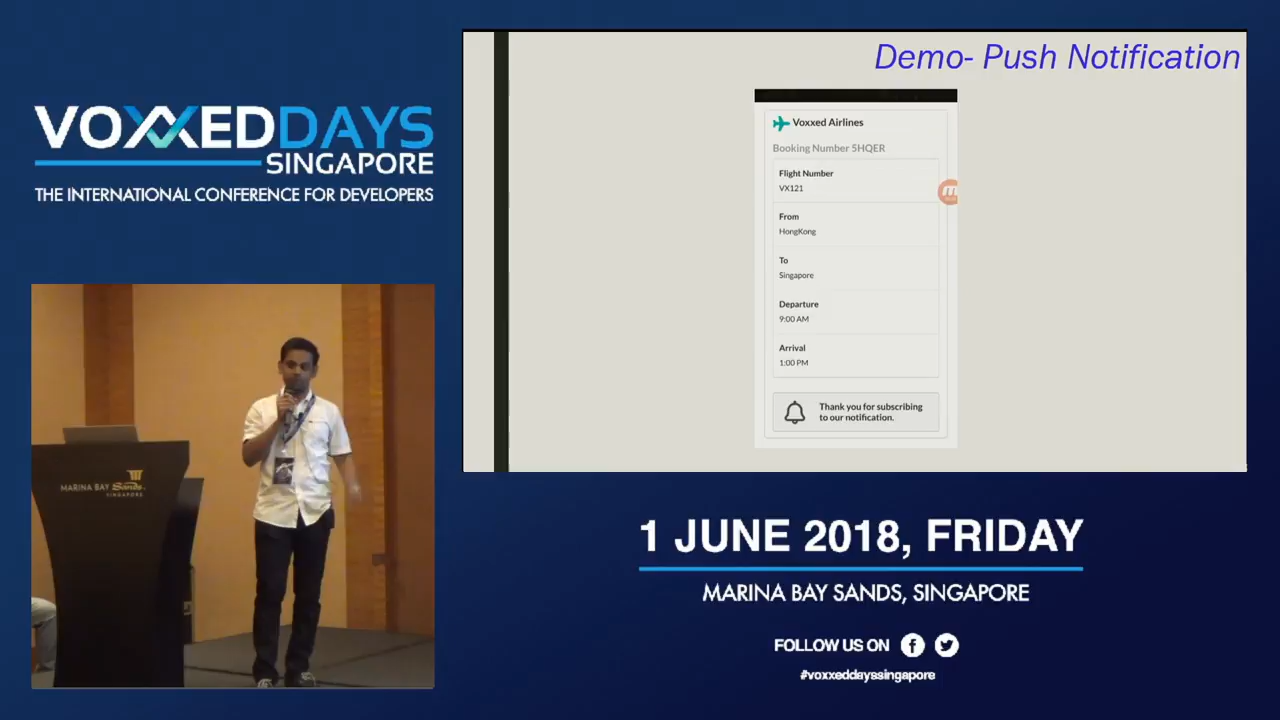 VOXXEDDAYS
SINGAPORE
THE INTERNATIONAL CONFERENCE FOR DEVELOPERS
Demo- Push Notification
Voxxed Airlines
Booking Number 5HQER
Flight Number
VX121
From
HongKong
To
Singapore
Departure
9:00 AM
Arrival
1:00 PM
Thank you for subscribing
to our notification.
MARINA BAY Sands
SINGAPORE
1 JUNE 2018, FRIDAY
MARINA BAY SANDS, SINGAPORE
FOLLOW US ON
#voxxeddayssingapore